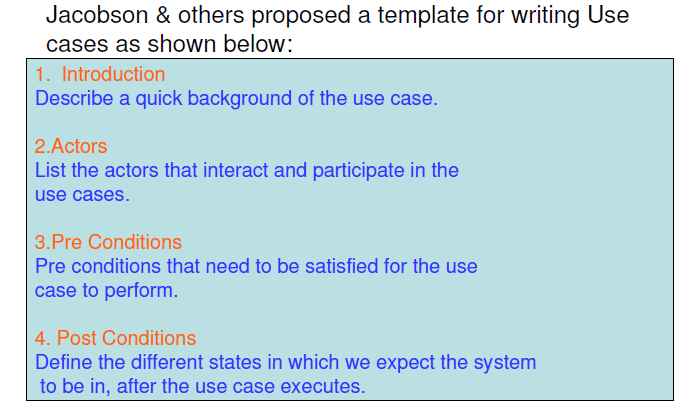 Jacobson & others proposed a template for writing Use
cases as shown below:
1.  Introduction
Describe a quick background of the use case.
2.Actors
List the actors that interact and participate in the
use cases.
3.Pre Conditions
Pre conditions that need to be satisfied for the use
case to perform.
4. Post Conditions
Define the different states in which we expect the system
to be in, after the use case executes.